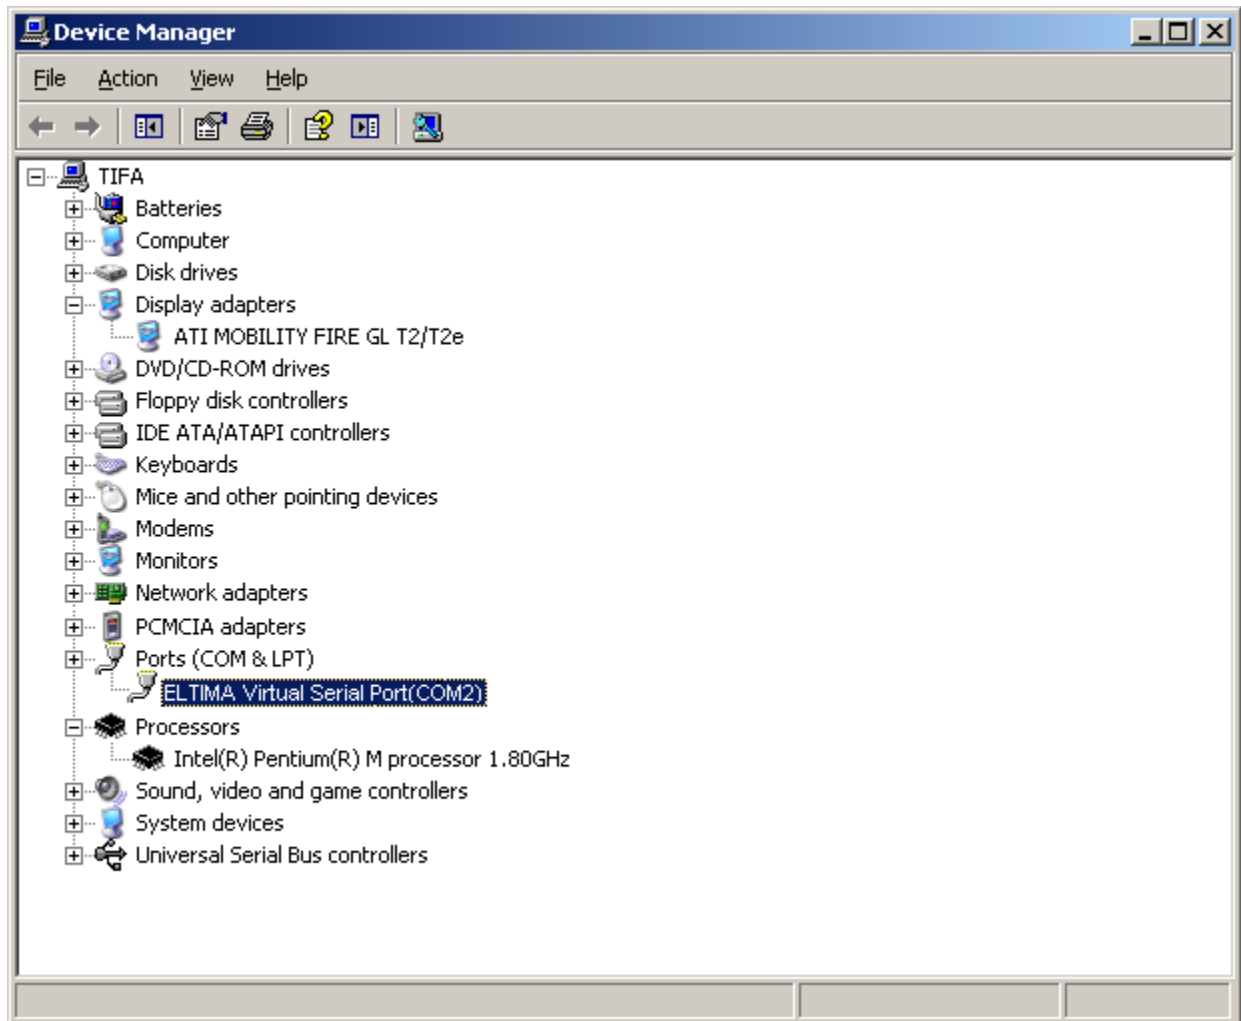 Device Manager
File Action View Help
TIFA
Batteries
Computer
Disk drives
Display adapters
ATI MOBILITY FIRE GL T2/T2e
DVD/CD-ROM drives
Floppy disk controllers
IDE ATA/ATAPI controllers
Keyboards
Mice and other pointing devices
Modems
Monitors
Network adapters
PCMCIA adapters
Ports (COM & LPT)
ELTIMA Virtual Serial Port(COM2)
Processors
Intel(R) Pentium(R) M processor 1.80GHz
Sound, video and game controllers
System devices
Universal Serial Bus controllers